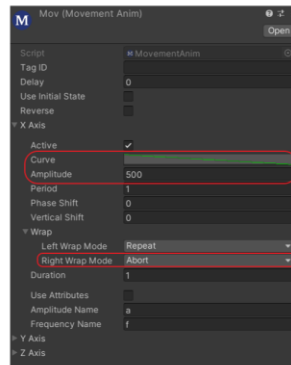 M Mov (Movement Anim)
Open
Script M MovementAnim
Tag ID
Delay 0
Use Initial State
Reverse
X Axis
Active
Curve
Amplitude 500
Period 1
Phase Shift 0
Vertical Shift 0
Wrap
Left Wrap Mode Repeat
Right Wrap Mode Abort
Duration 1
Use Attributes
Amplitude Name a
Frequency Name f
Y Axis
Z Axis